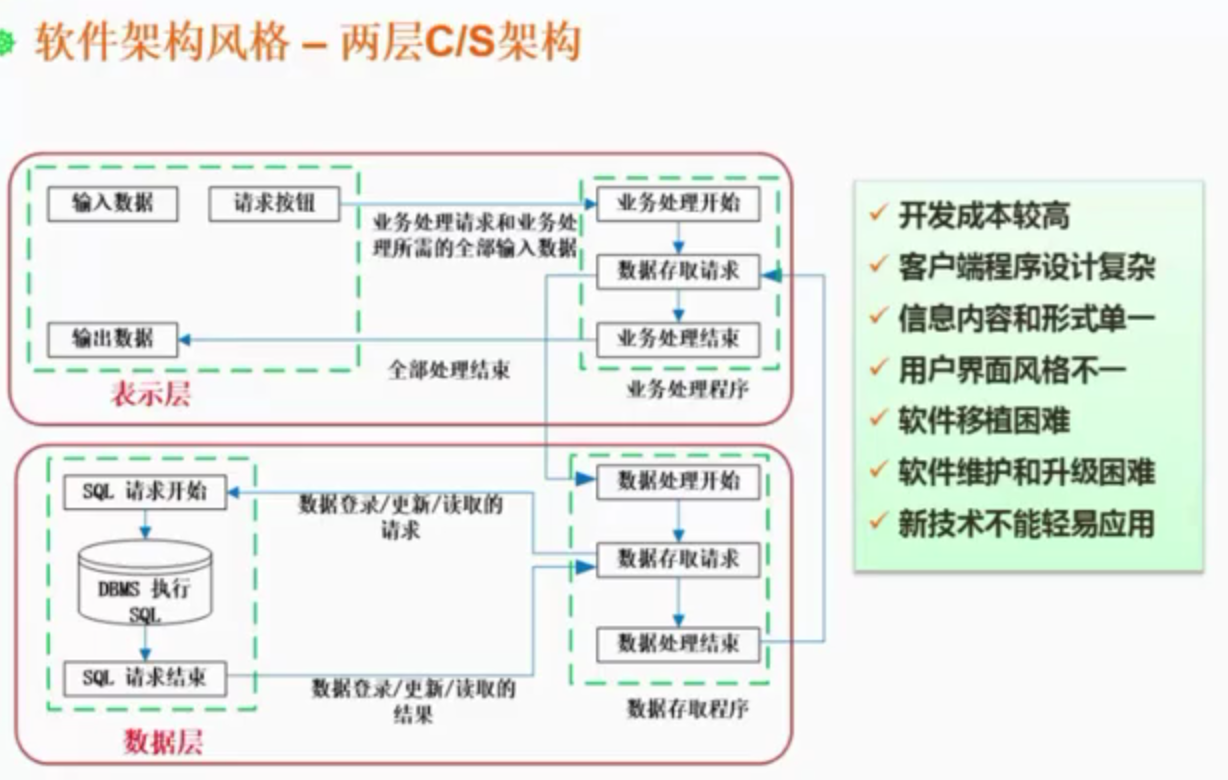 软件架构风格 – 两层C/S架构
输入数据
请求按钮
业务处理请求和业务处
理所需的全部输入数据
业务处理开始
数据存取请求
输出数据
业务处理结束
全部处理结束
表示层
业务处理程序
SQL 请求开始
数据登录/更新/读取的
请求
数据处理开始
DBMS 执行
SQL
数据存取请求
SQL 请求结束
数据登录/更新/读取的
结果
数据处理结束
数据层
数据存取程序
开发成本较高
客户端程序设计复杂
信息内容和形式单一
用户界面风格不一
软件移植困难
软件维护和升级困难
新技术不能轻易应用